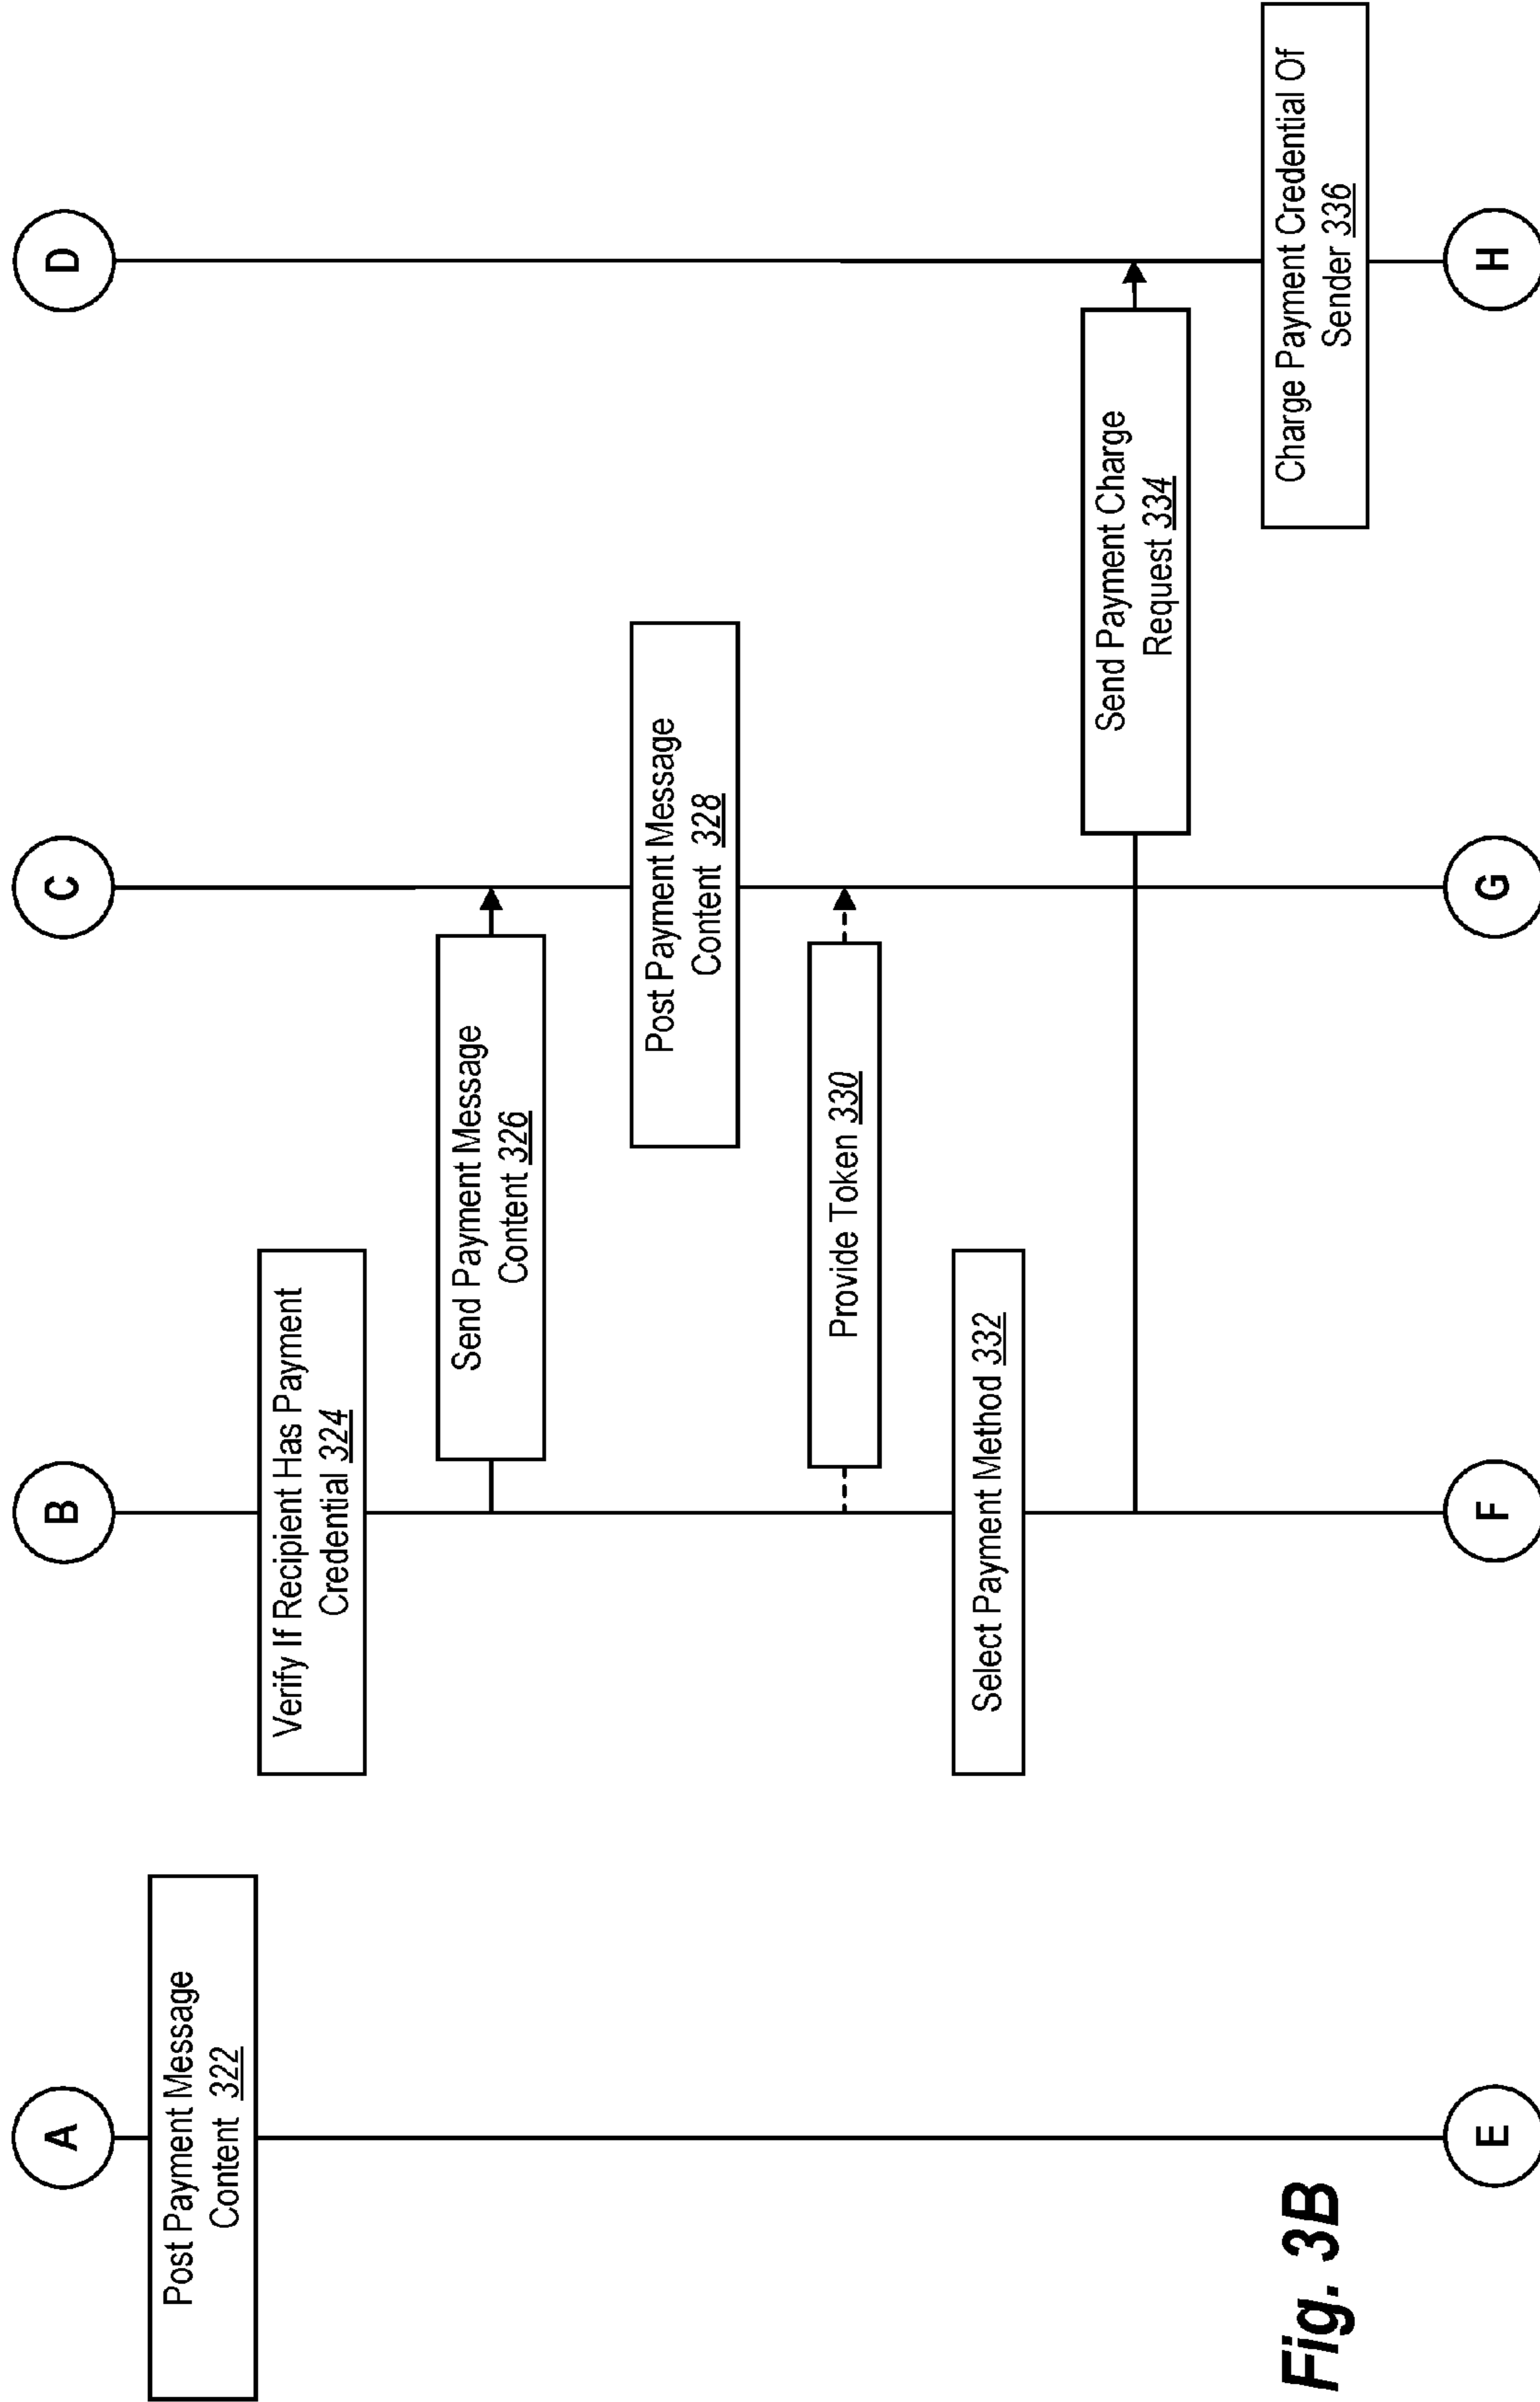 A
B
C
D
Post Payment Message
Content 322
Verify If Recipient Has Payment
Credential 324
Send Payment Message
Content 326
Post Payment Message
Content 328
Provide Token 330
Select Payment Method 332
Send Payment Charge
Request 334
Charge Payment Credential Of
Sender 336
E
F
G
H
Fig. 3B